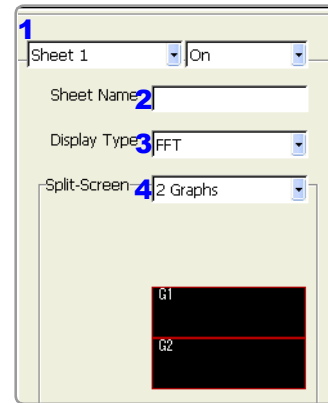 1
Sheet 1 On
Sheet Name 2
Display Type 3 FFT
Split-Screen 4 2 Graphs
G1
G2